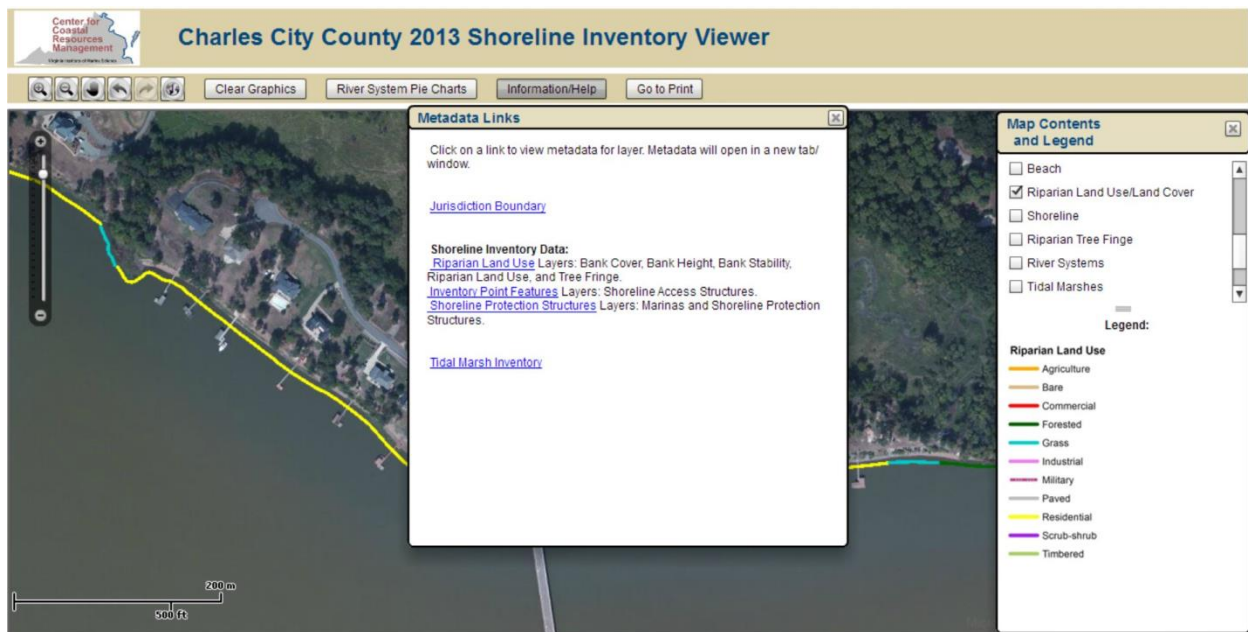 Center for
Coastal
Resources
Management
Charles City County 2013 Shoreline Inventory Viewer
Clear Graphics
River System Pie Charts
Information/Help
Go to Print
Metadata Links
Click on a link to view metadata for layer. Metadata will open in a new tab/
window.
Jurisdiction Boundary
Shoreline Inventory Data:
Riparian Land Use Layers: Bank Cover, Bank Height, Bank Stability,
Riparian Land Use, and Tree Fringe.
Inventory Point Features Layers: Shoreline Access Structures.
Shoreline Protection Structures Layers: Marinas and Shoreline Protection
Structures.
Tidal Marsh Inventory
Map Contents
and Legend
Beach
Riparian Land Use/Land Cover
Shoreline
Riparian Tree Finge
River Systems
Tidal Marshes
Legend:
Riparian Land Use
Agriculture
Bare
Commercial
Forested
Grass
Industrial
Military
Paved
Residential
Scrub-shrub
Timbered
200 m
500 ft